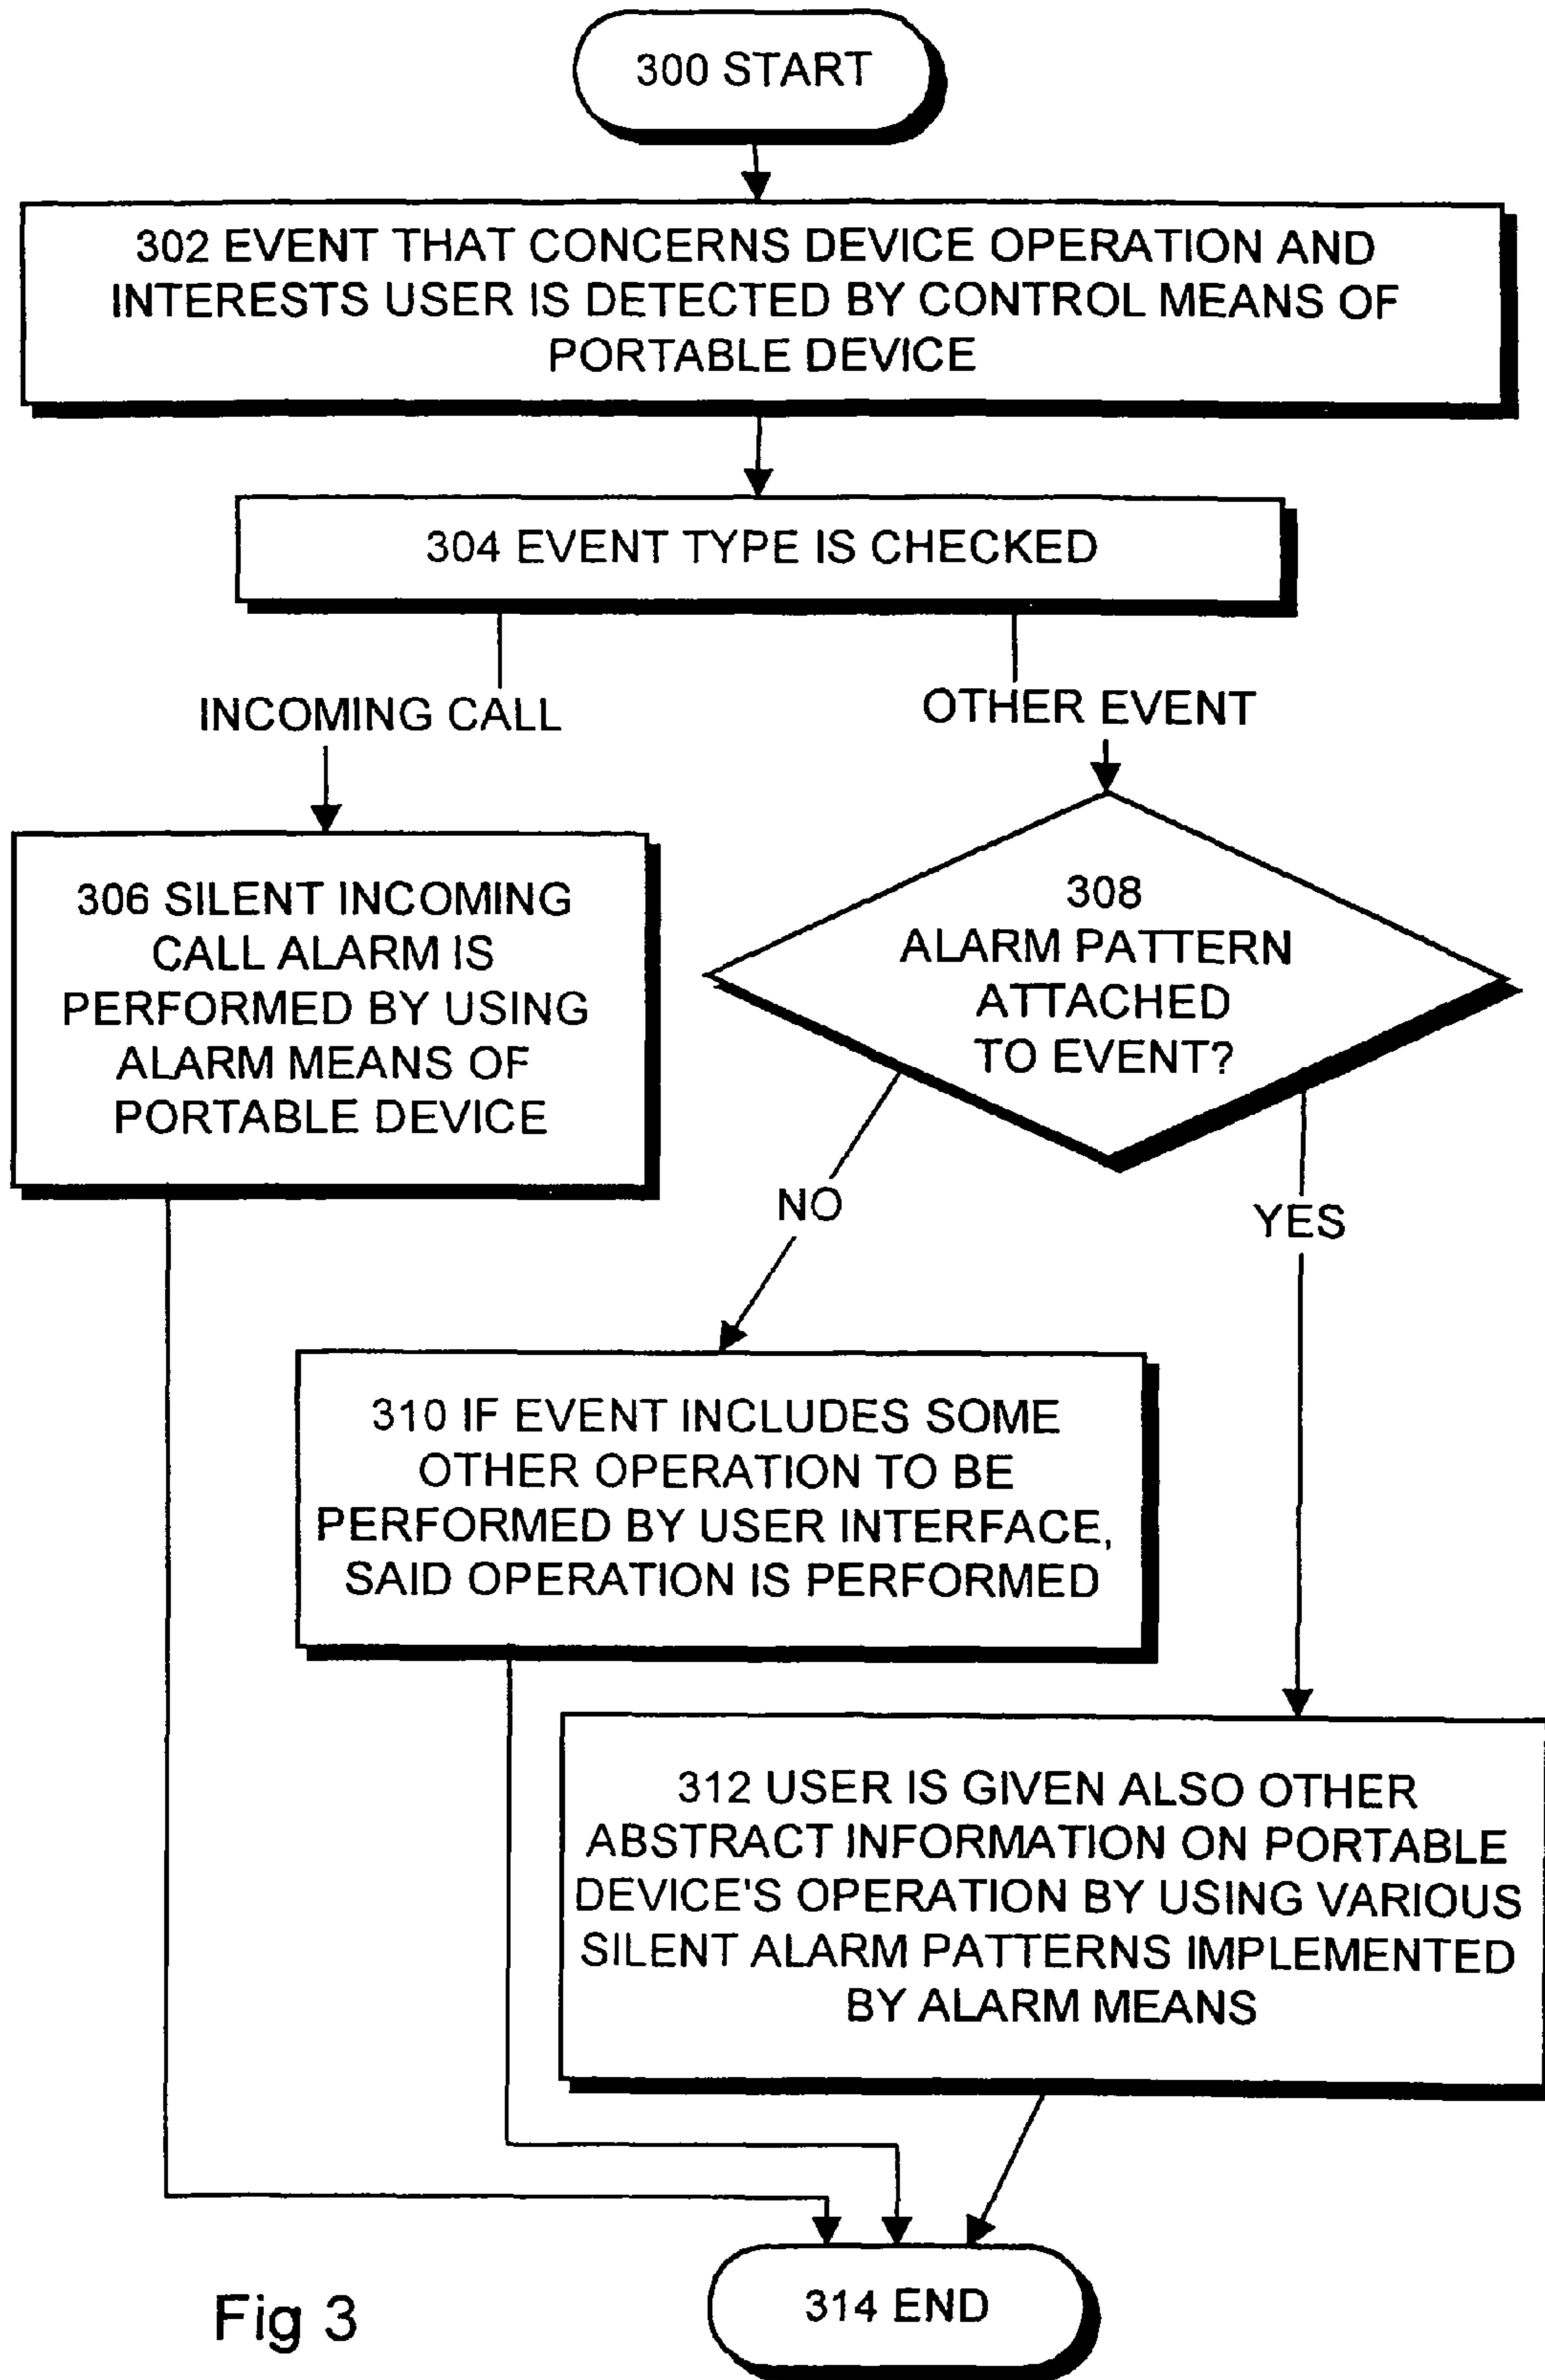 300 START
302 EVENT THAT CONCERNS DEVICE OPERATION AND
INTERESTS USER IS DETECTED BY CONTROL MEANS OF
PORTABLE DEVICE
304 EVENT TYPE IS CHECKED
INCOMING CALL
OTHER EVENT
306 SILENT INCOMING
CALL ALARM IS
PERFORMED BY USING
ALARM MEANS OF
PORTABLE DEVICE
308
ALARM PATTERN
ATTACHED
TO EVENT?
NO
YES
310 IF EVENT INCLUDES SOME
OTHER OPERATION TO BE
PERFORMED BY USER INTERFACE,
SAID OPERATION IS PERFORMED
312 USER IS GIVEN ALSO OTHER
ABSTRACT INFORMATION ON PORTABLE
DEVICE'S OPERATION BY USING VARIOUS
SILENT ALARM PATTERNS IMPLEMENTED
BY ALARM MEANS
314 END
Fig 3